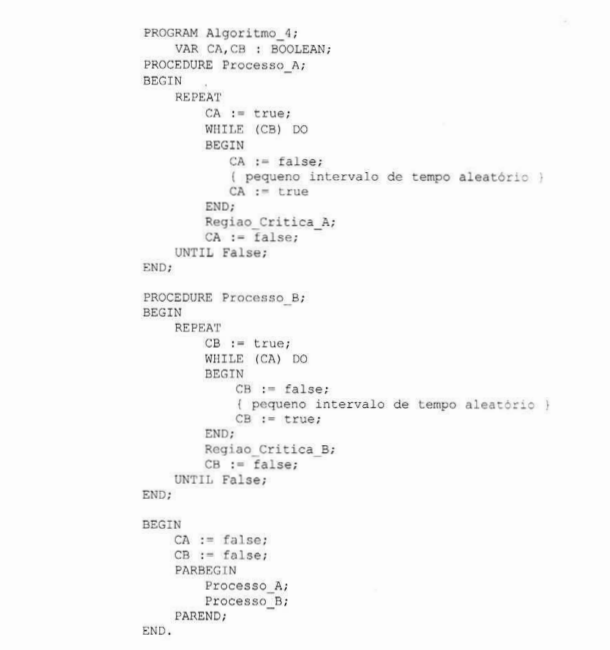 PROGRAM Algoritmo_4;
VAR CA,CB : BOOLEAN;
PROCEDURE Processo_A;
BEGIN
REPEAT
CA := true;
WHILE (CB) DO
BEGIN
CA := false;
{ pequeno intervalo de tempo aleatório }
CA := true
END;
Regiao_Critica_A;
CA := false;
UNTIL False;
END;
PROCEDURE Processo_B;
BEGIN
REPEAT
CB := true;
WHILE (CA) DO
BEGIN
CB := false;
{ pequeno intervalo de tempo aleatório }
CB := true;
END;
Regiao_Critica_B;
CB := false;
UNTIL False;
END;
BEGIN
CA := false;
CB := false;
PARBEGIN
Processo_A;
Processo_B;
PAREND;
END.